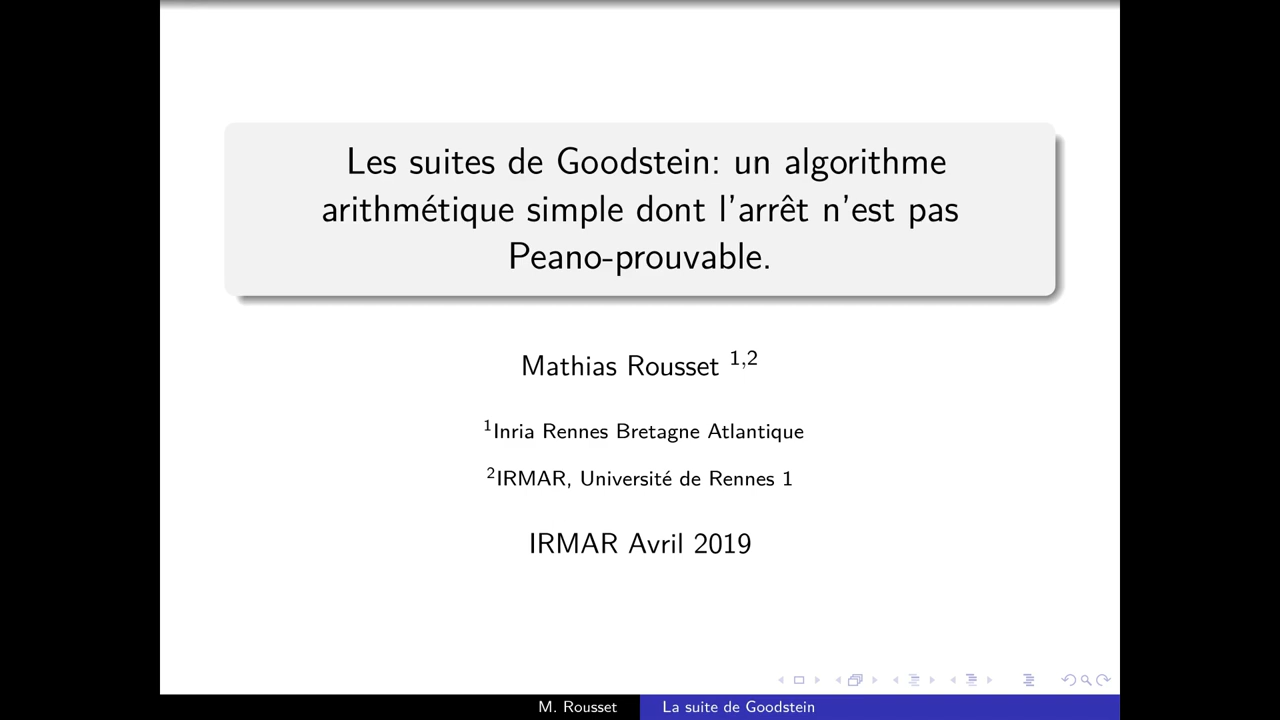 Les suites de Goodstein: un algorithme
arithmétique simple dont l'arrêt n'est pas
Peano-prouvable.
Mathias Rousset 1,2
1Inria Rennes Bretagne Atlantique
2IRMAR, Université de Rennes 1
IRMAR Avril 2019
M. Rousset
La suite de Goodstein